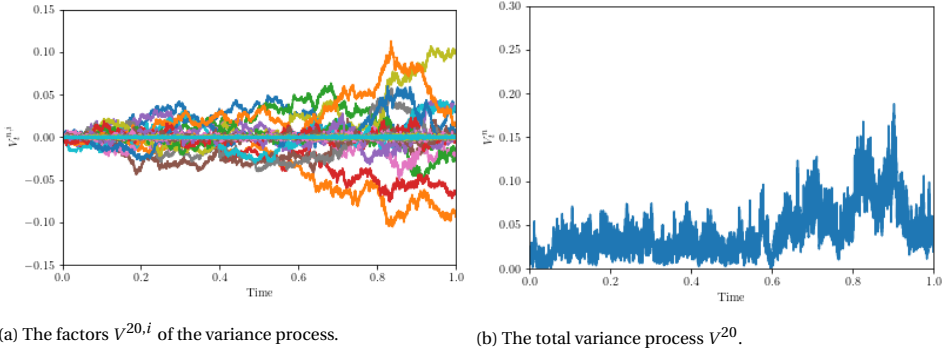 0.15
0.10
0.05
0.00
−0.05
−0.10
−0.15
V_t^{n,i}
0.0 0.2 0.4 0.6 0.8 1.0
Time
(a) The factors V^{20,i} of the variance process.
0.30
0.25
0.20
0.15
0.10
0.05
0.00
V_t^n
0.0 0.2 0.4 0.6 0.8 1.0
Time
(b) The total variance process V^{20}.